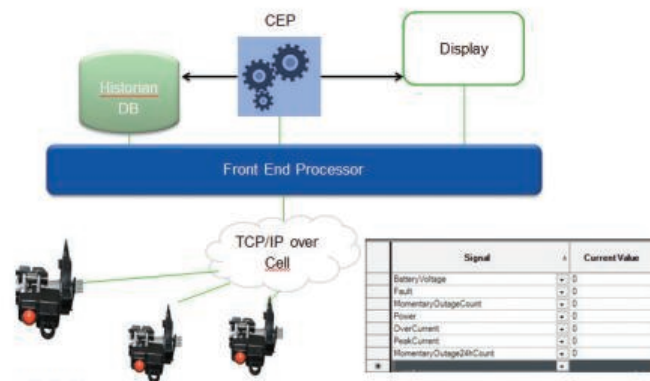 CEP
Display
Historian
DB
Front End Processor
TCP/IP over
Cell
Signal Current Value
BatteryVoltage 0
Fault 0
MomentaryOutageCount 0
Power 0
OverCurrent 0
PeakCurrent 0
MomentaryOutage24hCount 0